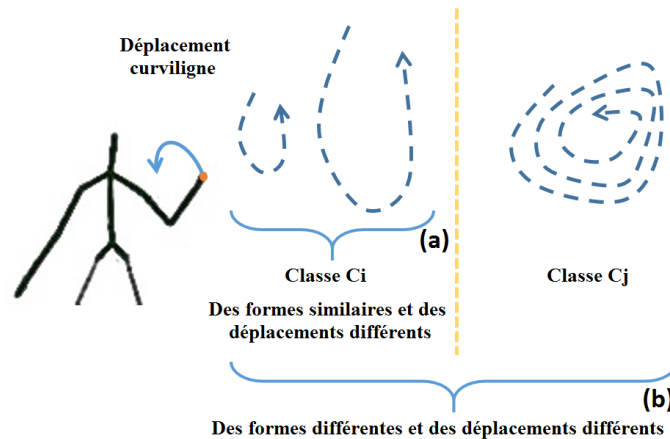 Déplacement
curviligne
(a)
Classe Ci
Classe Cj
Des formes similaires et des
déplacements différents
(b)
Des formes différentes et des déplacements différents